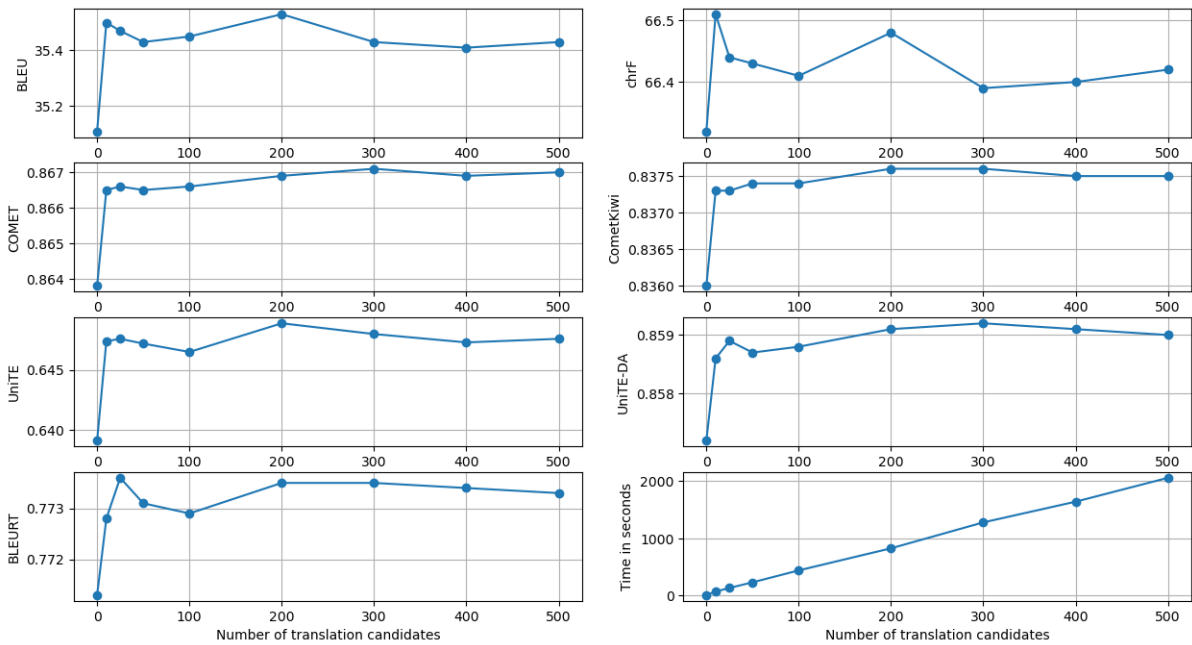 BLEU
35.4
35.2
0 100 200 300 400 500
chrF
66.5
66.4
0 100 200 300 400 500
COMET
0.867
0.866
0.865
0.864
0 100 200 300 400 500
CometKiwi
0.8375
0.8370
0.8365
0.8360
0 100 200 300 400 500
UniTE
0.645
0.640
0 100 200 300 400 500
UniTE-DA
0.859
0.858
0 100 200 300 400 500
BLEURT
0.773
0.772
0 100 200 300 400 500
Number of translation candidates
Time in seconds
2000
1000
0
0 100 200 300 400 500
Number of translation candidates